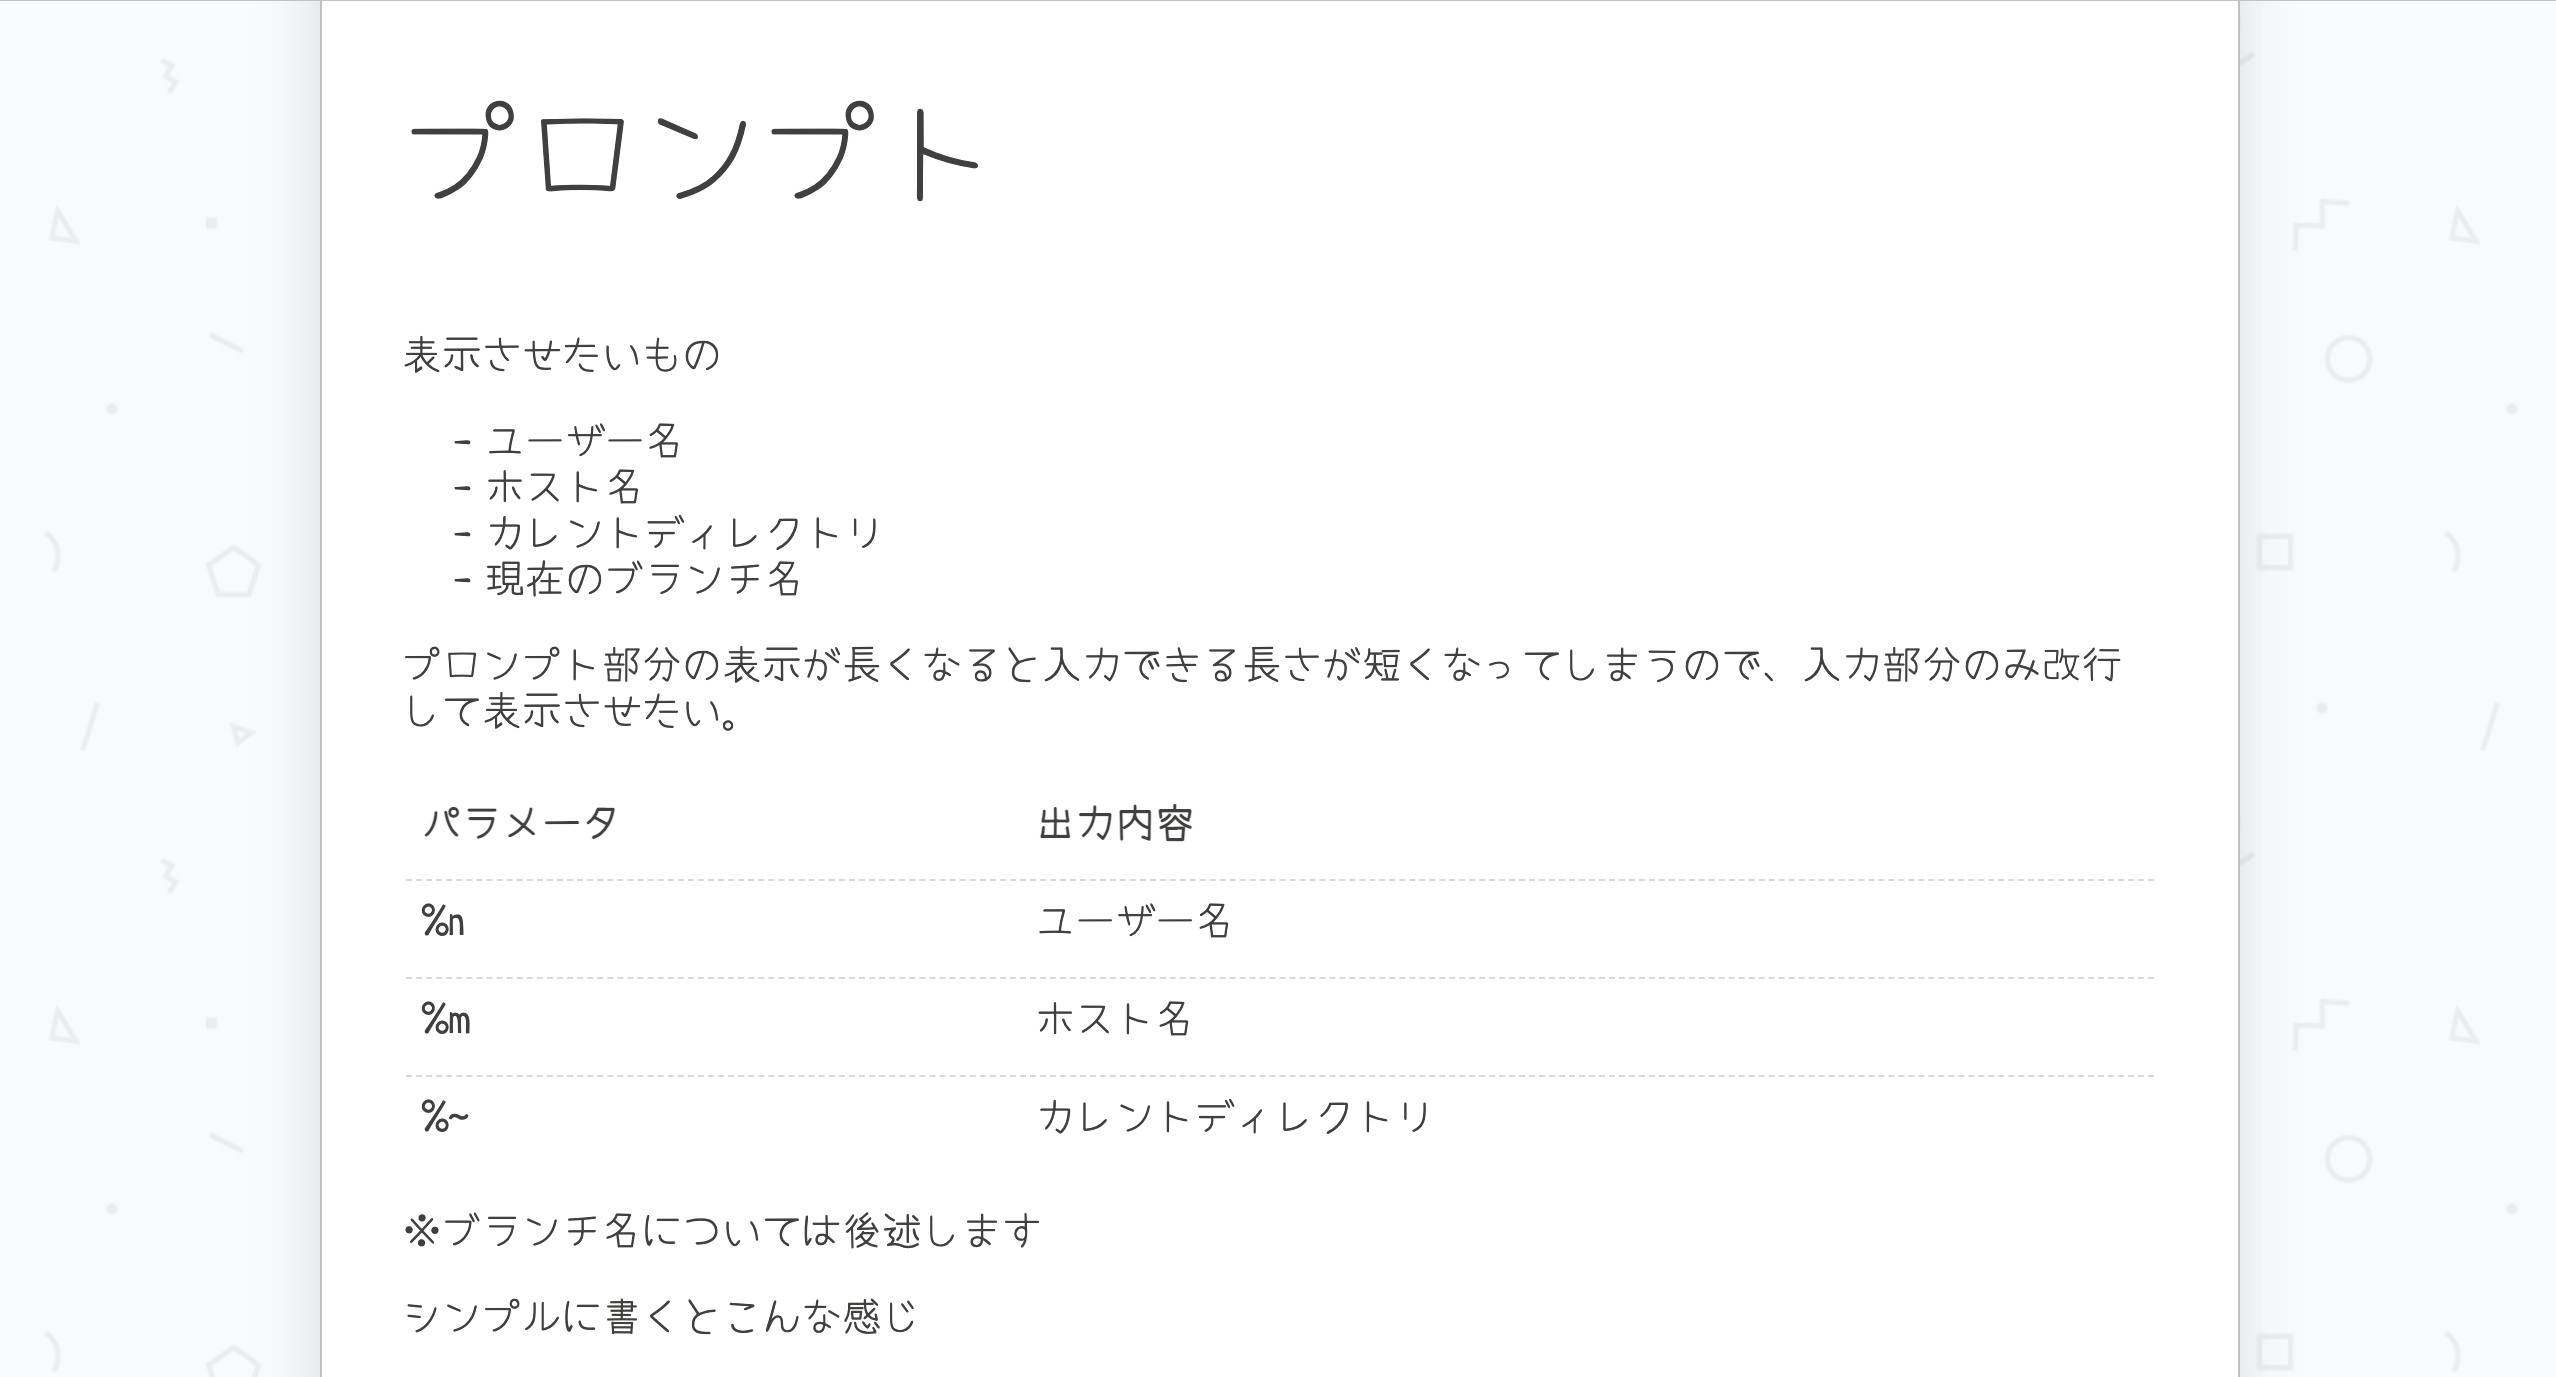 プロンプト
表示させたいもの
- ユーザー名
- ホスト名
- カレントディレクトリ
- 現在のブランチ名
プロンプト部分の表示が長くなると入力できる長さが短くなってしまうので、入力部分のみ改行
して表示させたい。
パラメータ 出力内容
%n ユーザー名
%m ホスト名
%~ カレントディレクトリ
※ブランチ名については後述します
シンプルに書くとこんな感じ